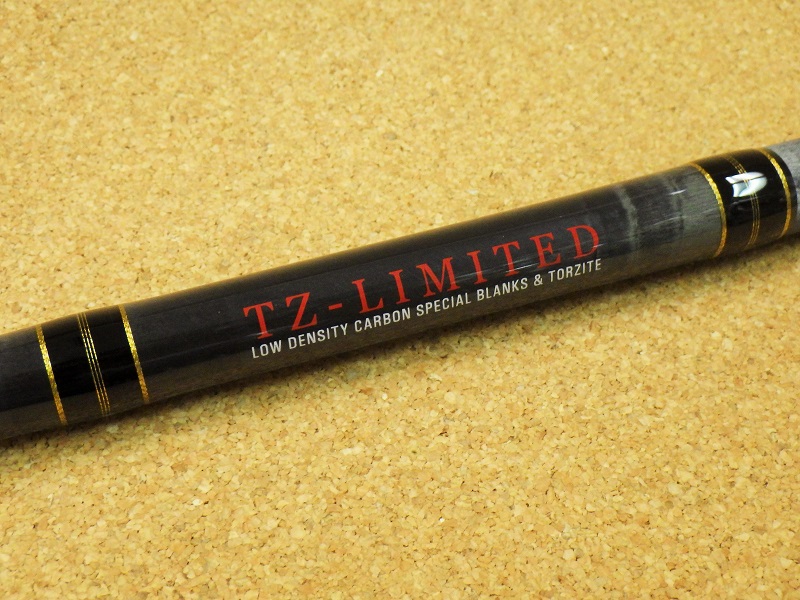 TZ-LIMITED
LOW DENSITY CARBON SPECIAL BLANKS & TORZITE